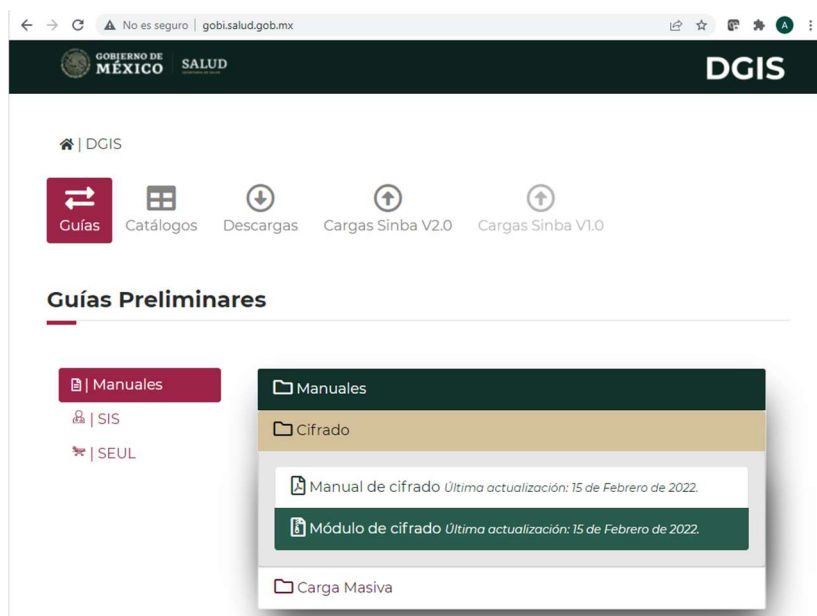 No es seguro | gobi.salud.gob.mx
A
GOBIERNO DE
MÉXICO
SALUD
DGIS
| DGIS
Guías
Catálogos
Descargas
Cargas Sinba V2.0
Cargas Sinba V1.0
Guías Preliminares
| Manuales
| SIS
| SEUL
Manuales
Cifrado
Manual de cifrado Última actualización: 15 de Febrero de 2022.
Módulo de cifrado Última actualización: 15 de Febrero de 2022.
Carga Masiva